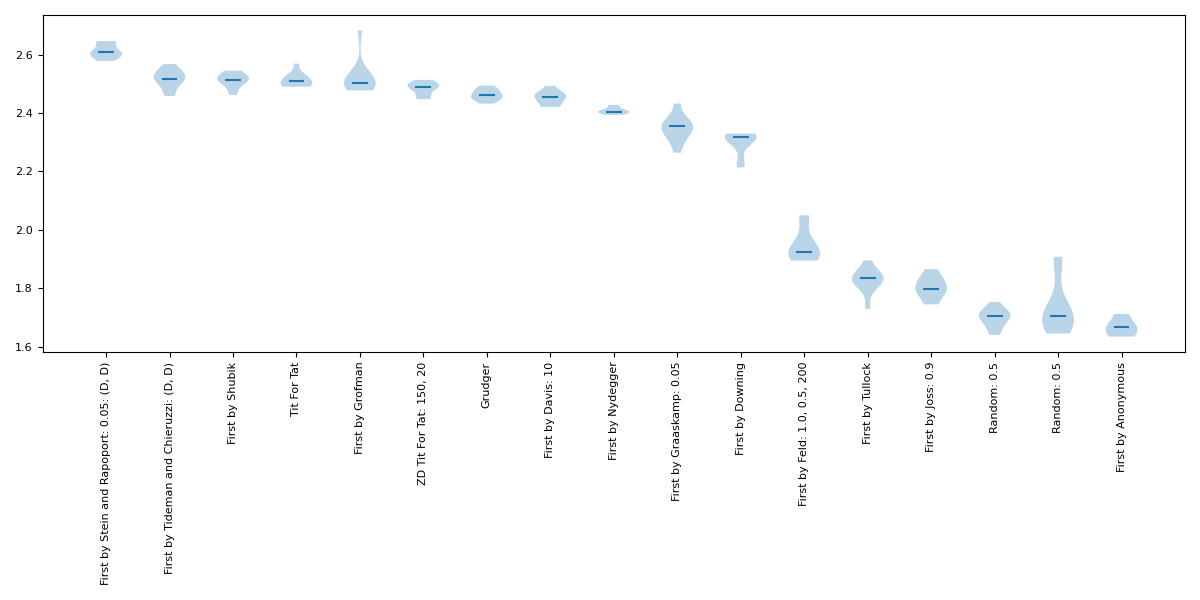 2.6
2.4
2.2
2.0
1.8
1.6
First by Stein and Rapoport: 0.05: (D, D)
First by Tideman and Chieruzzi: (D, D)
First by Shubik
Tit For Tat
First by Grofman
ZD Tit For Tat: 150, 20
Grudger
First by Davis: 10
First by Nydegger
First by Graaskamp: 0.05
First by Downing
First by Feld: 1.0, 0.5, 200
First by Tullock
First by Joss: 0.9
Random: 0.5
Random: 0.5
First by Anonymous